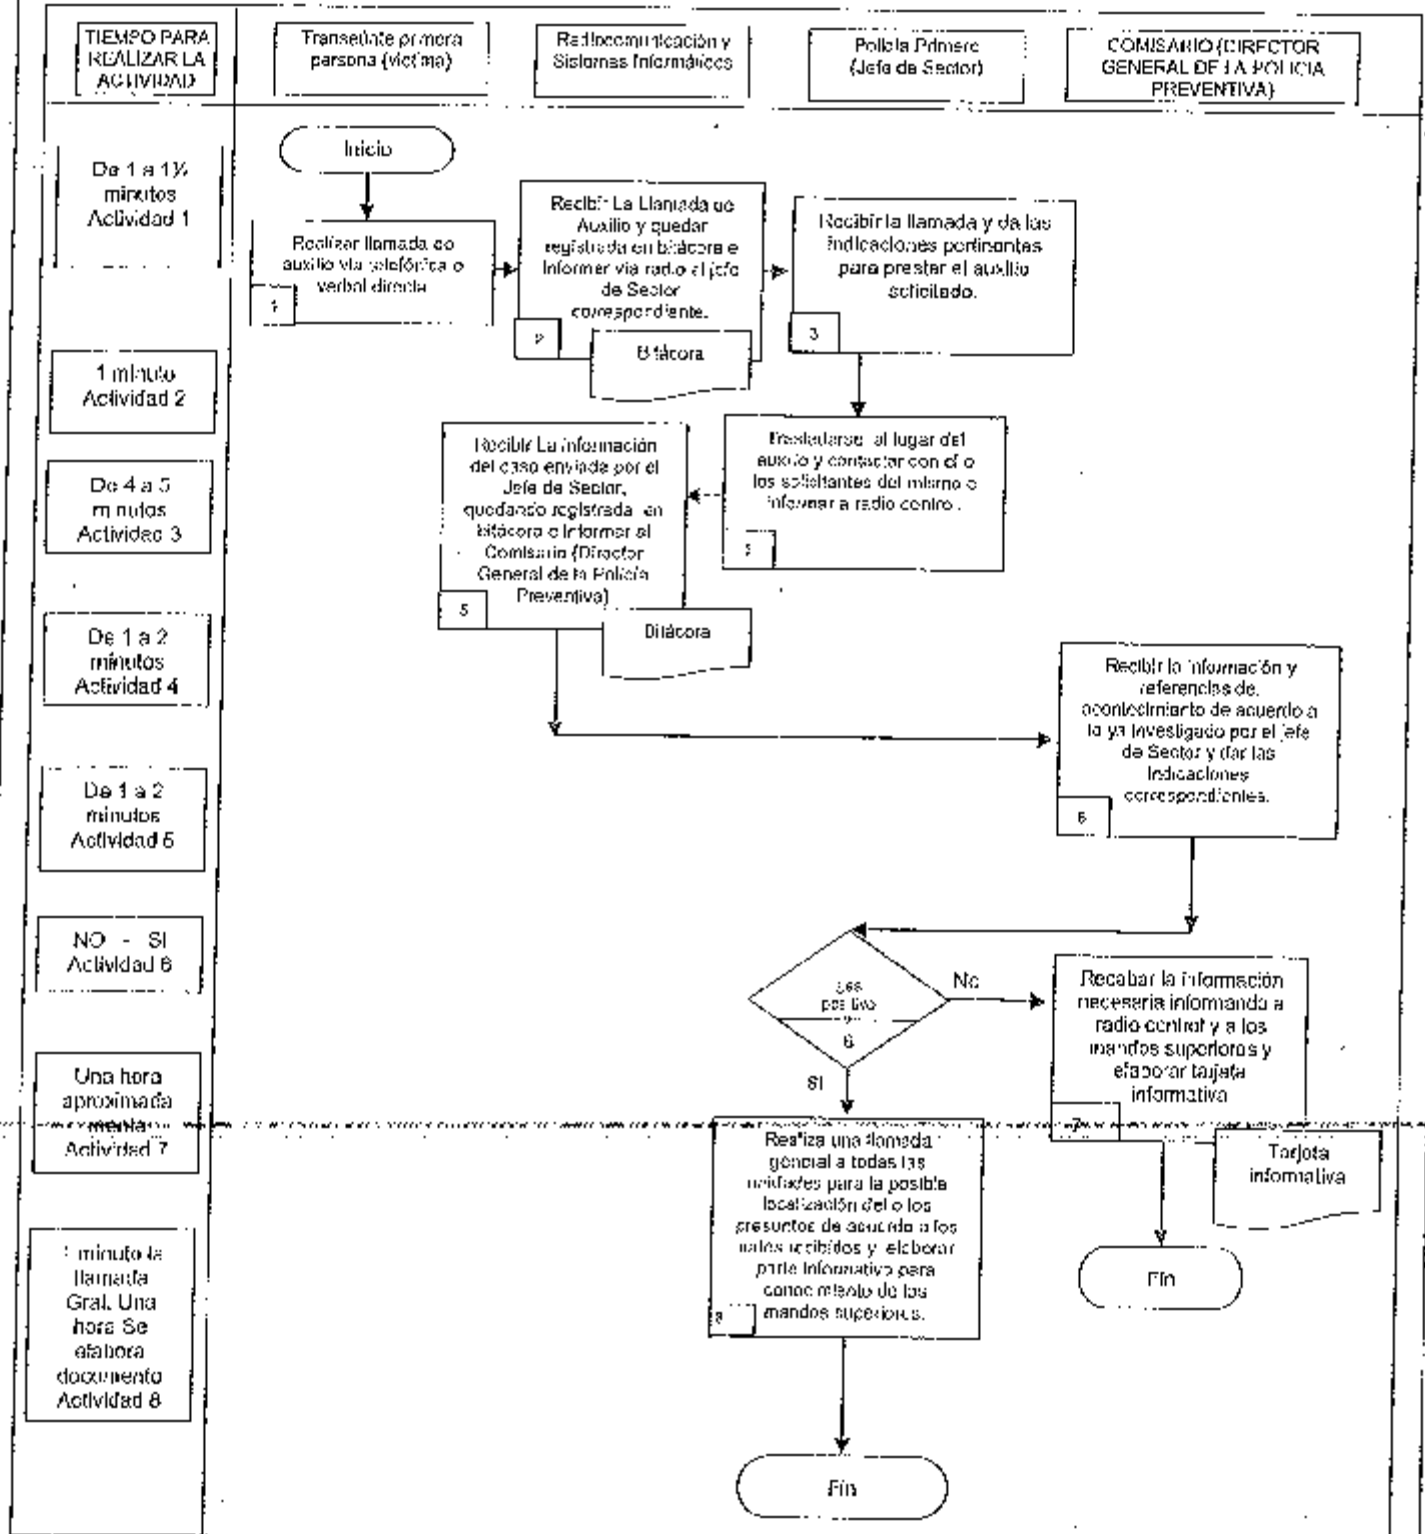 TIEMPO PARA
REALIZAR LA
ACTIVIDAD
Transeúnte primera
persona (víctima)
Radiocomunicación y
Sistemas Informáticos
Policía Primero
(Jefe de Sector)
COMISARIO (DIRECTOR
GENERAL DE LA POLICIA
PREVENTIVA)
De 1 a 1½
minutos
Actividad 1
Inicio
Realizar llamada de
auxilio vía telefónica o
verbal directa
1
Recibir La Llamada de
Auxilio y quedar
registrada en bitácora e
Informar vía radio al jefe
de Sector
correspondiente.
2
Bitácora
Recibir la llamada y da las
indicaciones pertinentes
para prestar el auxilio
solicitado.
3
1 minuto
Actividad 2
De 4 a 5
minutos
Actividad 3
Recibir La información
del caso enviada por el
Jefe de Sector,
quedando registrada en
bitácora e informar al
Comisario (Director
General de la Policía
Preventiva)
5
Bitácora
Trasladarse al lugar del
auxilio y contactar con el o
los solicitantes del mismo e
informar a radio control.
De 1 a 2
minutos
Actividad 4
Recibir la información y
referencias de
acontecimiento de acuerdo a
lo ya investigado por el jefe
de Sector y dar las
indicaciones
correspondientes.
6
De 1 a 2
minutos
Actividad 5
NO - SI
Actividad 6
positivo
?
6
No
SI
Recabar la información
necesaria informando a
radio control y a los
mandos superiores y
elaborar tarjeta
informativa
7
Tarjeta
informativa
Fin
Una hora
aproximada
mente
Actividad 7
Realiza una llamada
general a todas las
unidades para la posible
localización del o los
presuntos de acuerdo a los
datos recibidos y elaborar
parte informativo para
conocimiento de los
mandos superiores.
8
1 minuto la
llamada
Gral. Una
hora Se
elabora
documento
Actividad 8
Fin